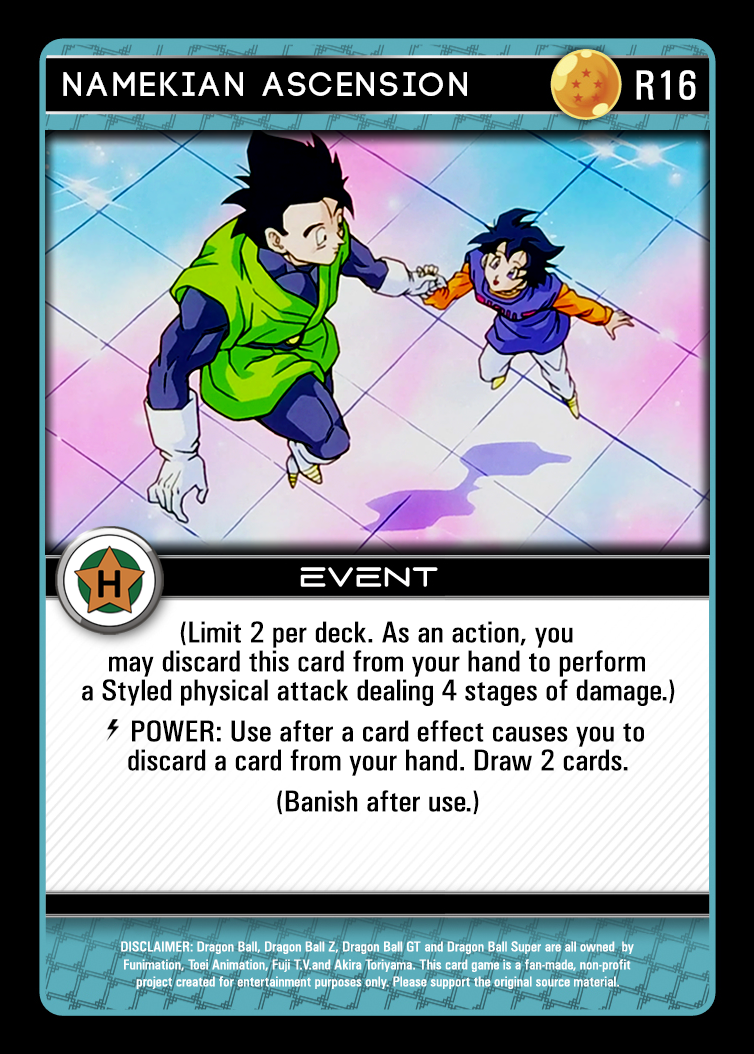 NAMEKIAN ASCENSION R16
H
EVENT
(Limit 2 per deck. As an action, you
may discard this card from your hand to perform
a Styled physical attack dealing 4 stages of damage.)
POWER: Use after a card effect causes you to
discard a card from your hand. Draw 2 cards.
(Banish after use.)
DISCLAIMER: Dragon Ball, Dragon Ball Z, Dragon Ball GT and Dragon Ball Super are all owned by
Funimation, Toei Animation, Fuji T.V.and Akira Toriyama. This card game is a fan-made, non-profit
project created for entertainment purposes only. Please support the original source material.